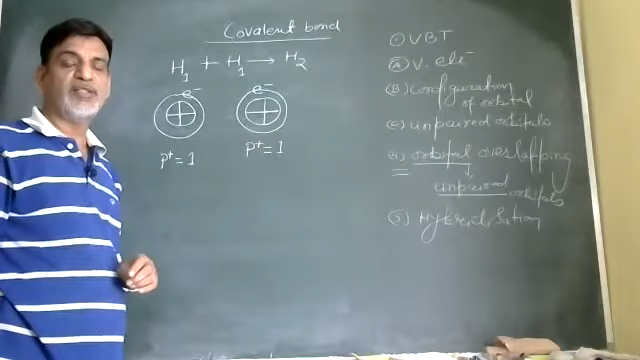 Covalent bond
H₁ + H₁ → H₂
e⁻ e⁻
+ +
p⁺=1 p⁺=1
① VBT
Ⓐ V. ele⁻
(B) Configuration
of orbital
(C) unpaired orbitals
orbital overlapping
unpaired orbitals
(5) Hybridisation